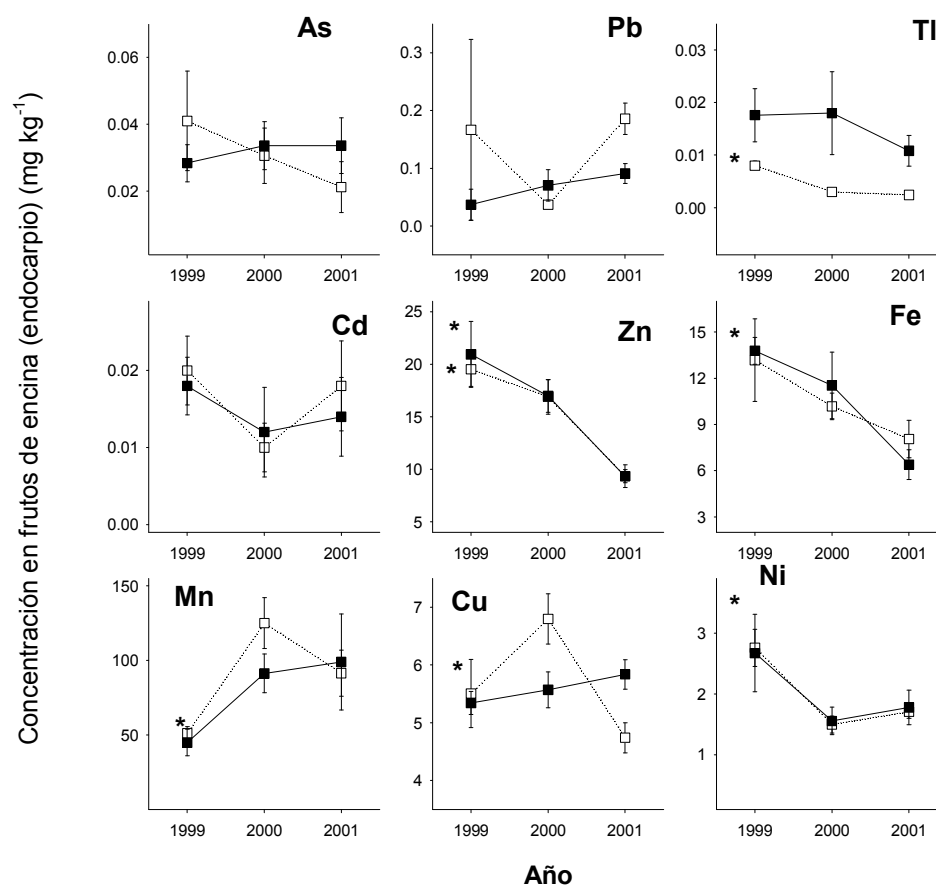 Concentración en frutos de encina (endocarpio) (mg kg⁻¹)
As
0.06
0.04
0.02
1999 2000 2001
Pb
0.3
0.2
0.1
0.0
1999 2000 2001
Tl
0.03
0.02
0.01
0.00
*
1999 2000 2001
Cd
0.02
0.01
0.00
1999 2000 2001
Zn
25
20
15
10
5
*
*
1999 2000 2001
Fe
15
12
9
6
3
*
1999 2000 2001
Mn
150
100
50
*
1999 2000 2001
Cu
7
6
5
4
*
1999 2000 2001
Ni
3
2
1
*
1999 2000 2001
Año